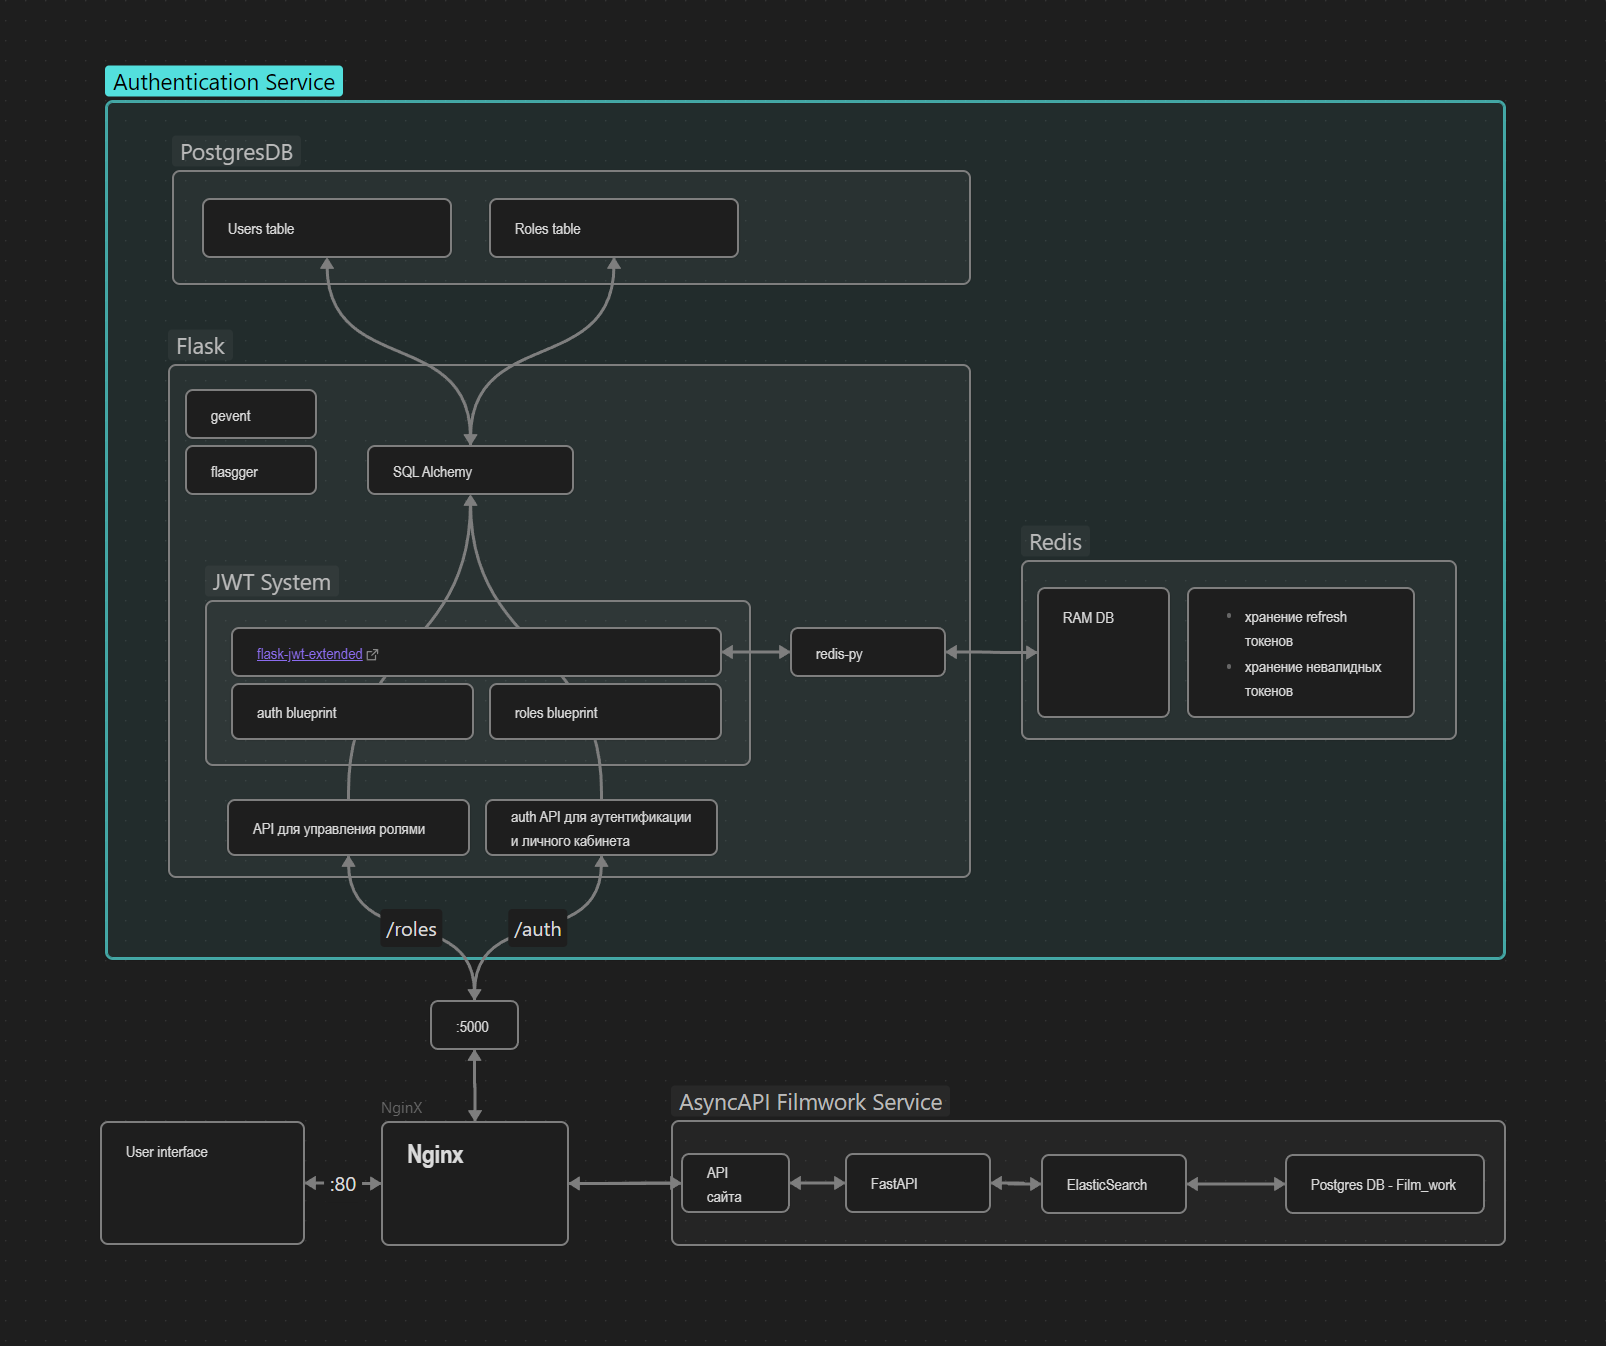 Authentication Service
PostgresDB
Users table
Roles table
Flask
gevent
flasgger
SQL Alchemy
JWT System
flask-jwt-extended
auth blueprint
roles blueprint
redis-py
Redis
RAM DB
хранение refresh
токенов
хранение невалидных
токенов
API для управления ролями
auth API для аутентификации
и личного кабинета
/roles
/auth
:5000
User interface
:80
NginX
Nginx
AsyncAPI Filmwork Service
API
сайта
FastAPI
ElasticSearch
Postgres DB - Film_work